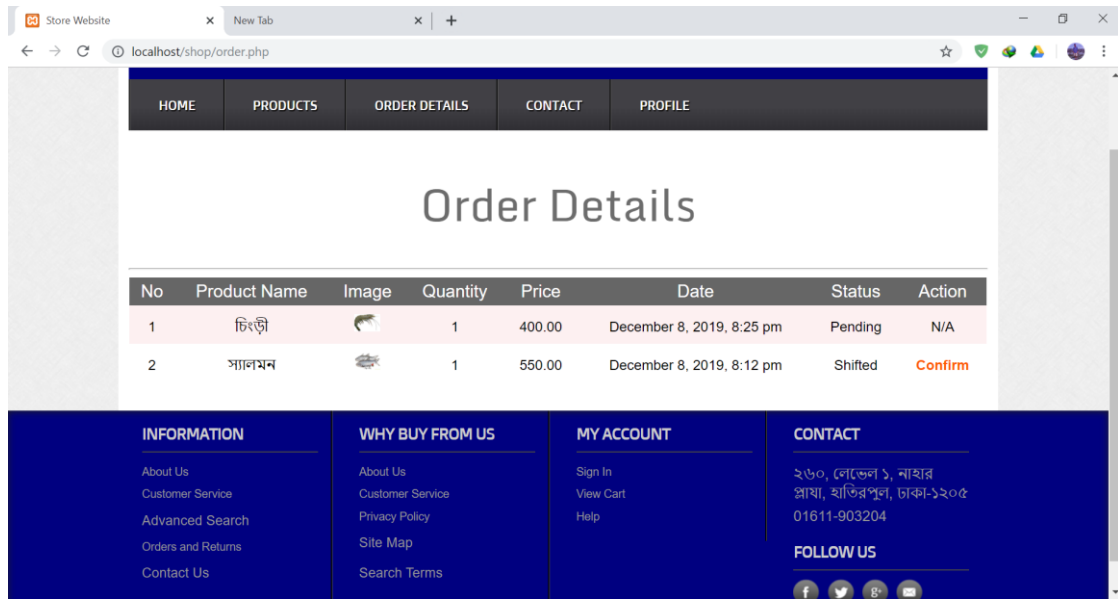 Store Website
New Tab
localhost/shop/order.php
HOME PRODUCTS ORDER DETAILS CONTACT PROFILE
Order Details
No Product Name Image Quantity Price Date Status Action
1 চিংড়ী 1 400.00 December 8, 2019, 8:25 pm Pending N/A
2 স্যালমন 1 550.00 December 8, 2019, 8:12 pm Shifted Confirm
INFORMATION
About Us
Customer Service
Advanced Search
Orders and Returns
Contact Us
WHY BUY FROM US
About Us
Customer Service
Privacy Policy
Site Map
Search Terms
MY ACCOUNT
Sign In
View Cart
Help
CONTACT
২৬০, লেভেল ১, নাহার
প্লাযা, হাতিরপুল, ঢাকা-১২০৫
01611-903204
FOLLOW US